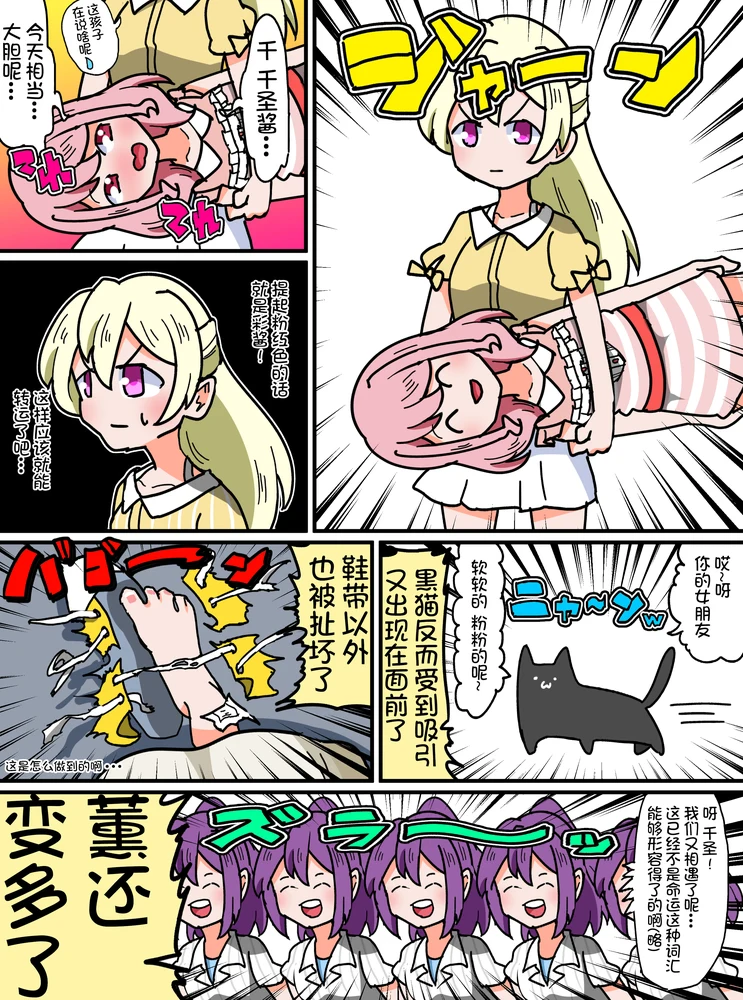 ジャーン
千 千圣酱…
这孩子
在说啥呢
今天相当…
大胆呢…
てれ
てれ
提起粉红色的话
就是彩酱！
这样应该就能
转运了吧…
哎~呀
你的女朋友
ニャ～ンw
软软的 粉粉的呢~
黑猫反而受到吸引
又出现在面前了
鞋带以外
也被扯坏了
バゴーン
这是怎么做到的啊…
呀 千圣！
我们又相遇了呢…
这已经不是命运这种词汇
能够形容得了的啊(略)
ズラーーッ
薰还
变多了